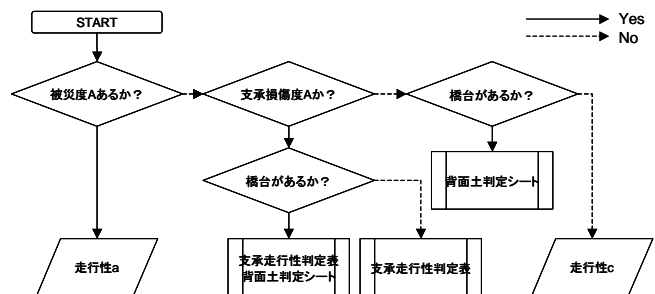 START
Yes
No
被災度Aあるか？
支承損傷度Aか？
橋台があるか？
橋台があるか？
背面土判定シート
走行性a
支承走行性判定表
背面土判定シート
支承走行性判定表
走行性c